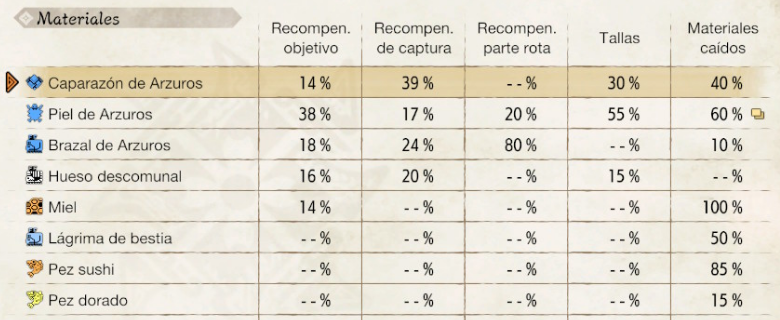 Materiales
Recompen. objetivo Recompen. de captura Recompen. parte rota Tallas Materiales caídos
Caparazón de Arzuros 14 % 39 % - - % 30 % 40 %
Piel de Arzuros 38 % 17 % 20 % 55 % 60 %
Brazal de Arzuros 18 % 24 % 80 % - - % 10 %
Hueso descomunal 16 % 20 % - - % 15 % - - %
Miel 14 % - - % - - % - - % 100 %
Lágrima de bestia - - % - - % - - % - - % 50 %
Pez sushi - - % - - % - - % - - % 85 %
Pez dorado - - % - - % - - % - - % 15 %